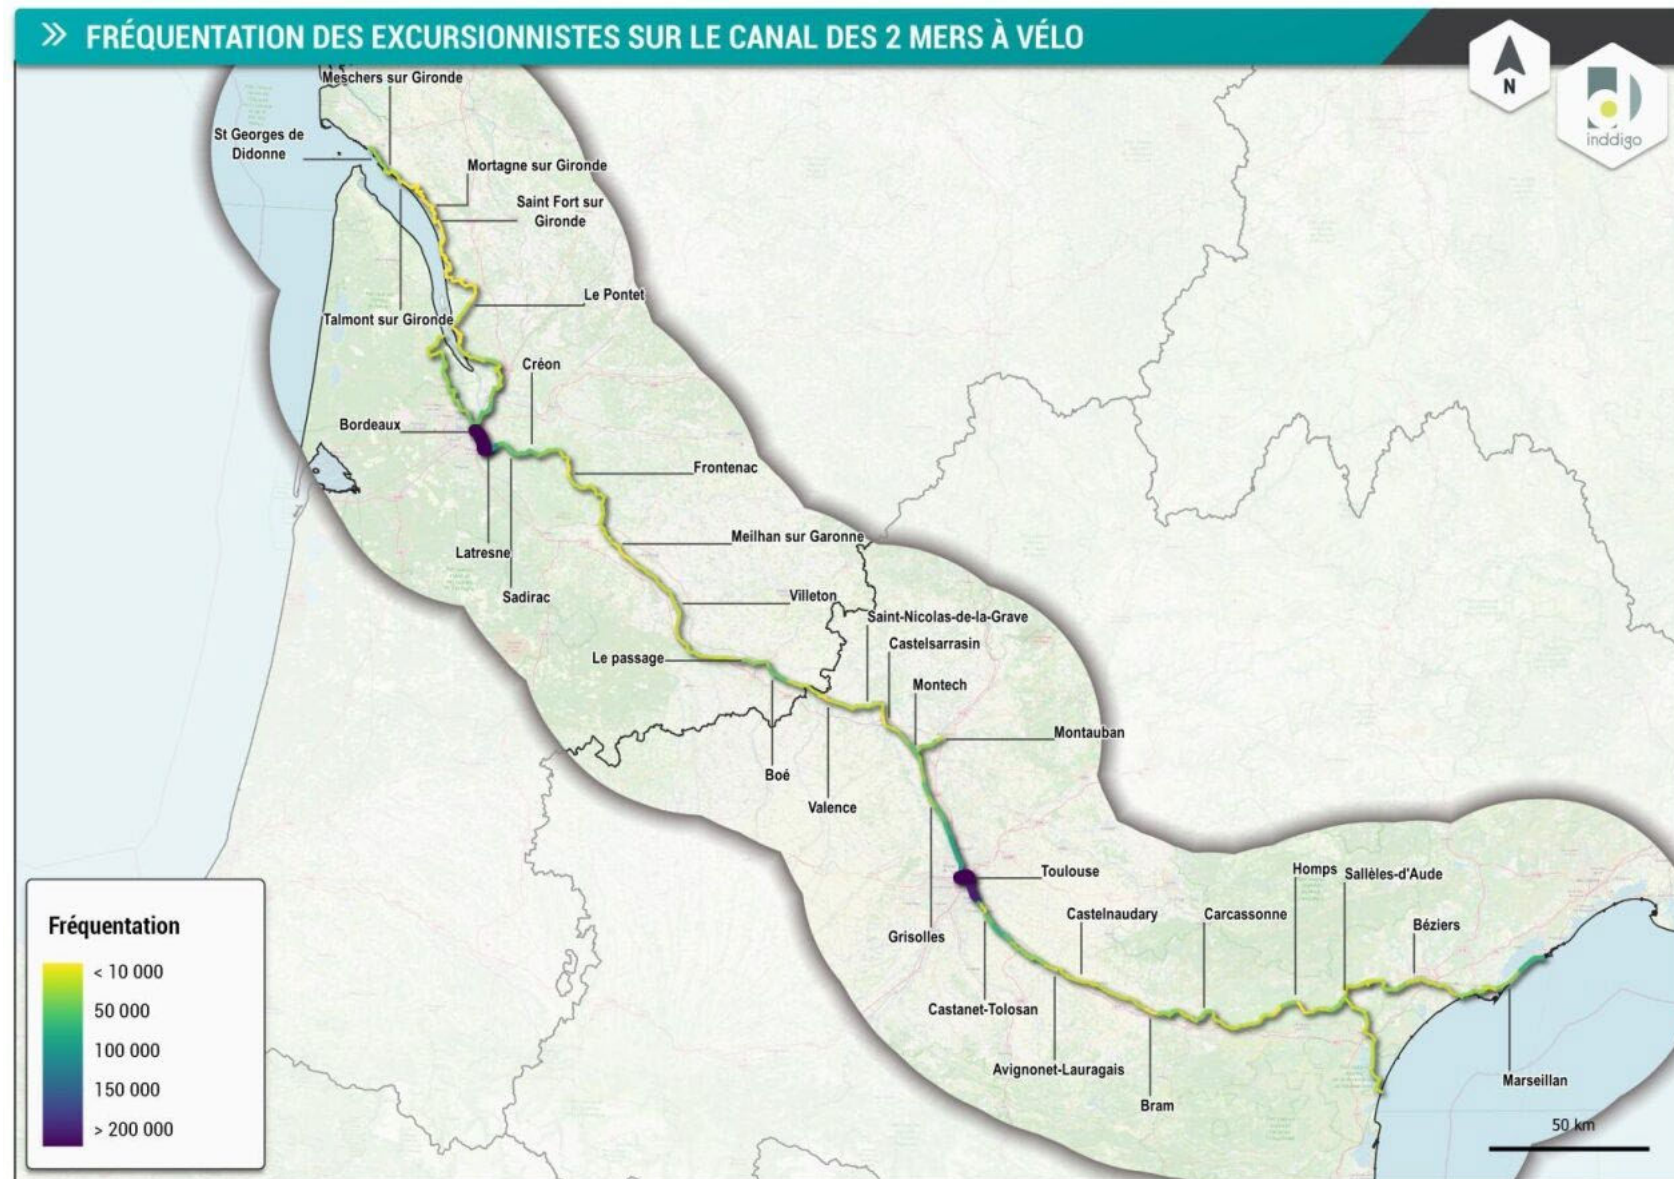 FRÉQUENTATION DES EXCURSIONNISTES SUR LE CANAL DES 2 MERS À VÉLO
N
inddigo
Meschers sur Gironde
St Georges de
Didonne
Mortagne sur Gironde
Saint Fort sur
Gironde
Le Pontet
Talmont sur Gironde
Créon
Bordeaux
Frontenac
Meilhan sur Garonne
Latresne
Sadirac
Villeton
Saint-Nicolas-de-la-Grave
Castelsarrasin
Le passage
Montech
Montauban
Boé
Valence
Toulouse
Homps
Sallèles-d'Aude
Castelnaudary
Carcassonne
Béziers
Grisolles
Castanet-Tolosan
Avignonet-Lauragais
Bram
Marseillan
50 km
Fréquentation
< 10 000
50 000
100 000
150 000
> 200 000